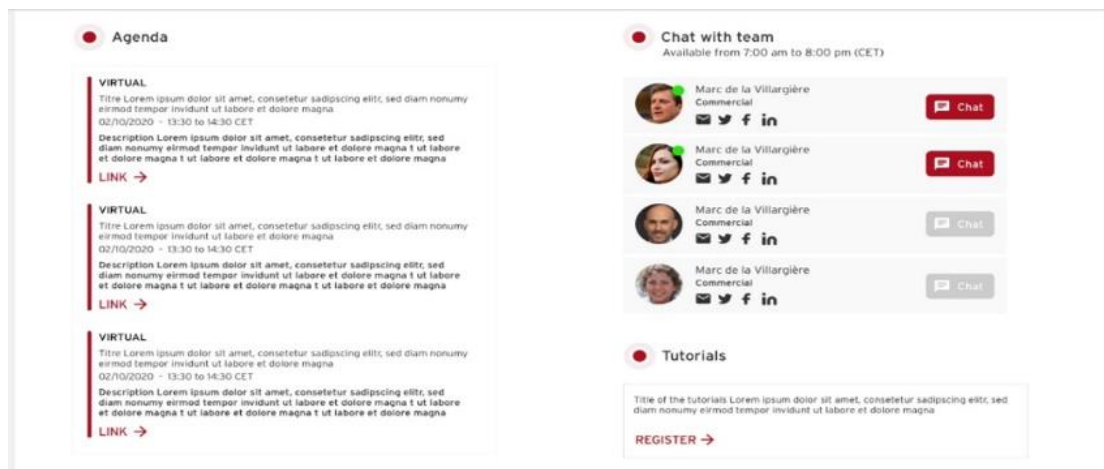 Agenda
VIRTUAL
Titre Lorem ipsum dolor sit amet, consetetur sadipscing elitr, sed diam nonumy
eirmod tempor invidunt ut labore et dolore magna
02/10/2020 - 13:30 to 14:30 CET
Description Lorem ipsum dolor sit amet, consetetur sadipscing elitr, sed
diam nonumy eirmod tempor invidunt ut labore et dolore magna t ut labore
et dolore magna t ut labore et dolore magna t ut labore et dolore magna
LINK →
VIRTUAL
Titre Lorem ipsum dolor sit amet, consetetur sadipscing elitr, sed diam nonumy
eirmod tempor invidunt ut labore et dolore magna
02/10/2020 - 13:30 to 14:30 CET
Description Lorem ipsum dolor sit amet, consetetur sadipscing elitr, sed
diam nonumy eirmod tempor invidunt ut labore et dolore magna t ut labore
et dolore magna t ut labore et dolore magna t ut labore et dolore magna
LINK →
VIRTUAL
Titre Lorem ipsum dolor sit amet, consetetur sadipscing elitr, sed diam nonumy
eirmod tempor invidunt ut labore et dolore magna
02/10/2020 - 13:30 to 14:30 CET
Description Lorem ipsum dolor sit amet, consetetur sadipscing elitr, sed
diam nonumy eirmod tempor invidunt ut labore et dolore magna t ut labore
et dolore magna t ut labore et dolore magna t ut labore et dolore magna
LINK →
Chat with team
Available from 7:00 am to 8:00 pm (CET)
Marc de la Villargière
Commercial
Chat
Marc de la Villargière
Commercial
Chat
Marc de la Villargière
Commercial
Chat
Marc de la Villargière
Commercial
Chat
Tutorials
Title of the tutorials Lorem ipsum dolor sit amet, consetetur sadipscing elitr, sed
diam nonumy eirmod tempor invidunt ut labore et dolore magna
REGISTER →